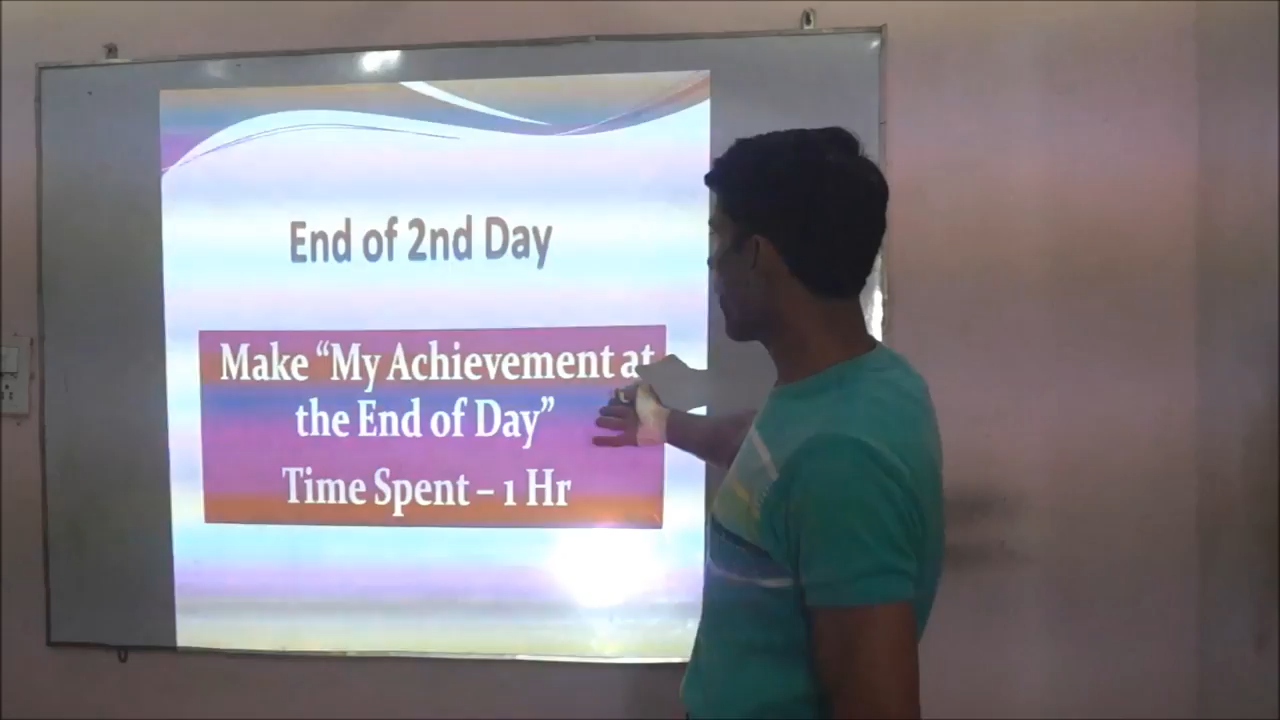 End of 2nd Day
Make “My Achievement at
the End of Day”
Time Spent – 1 Hr